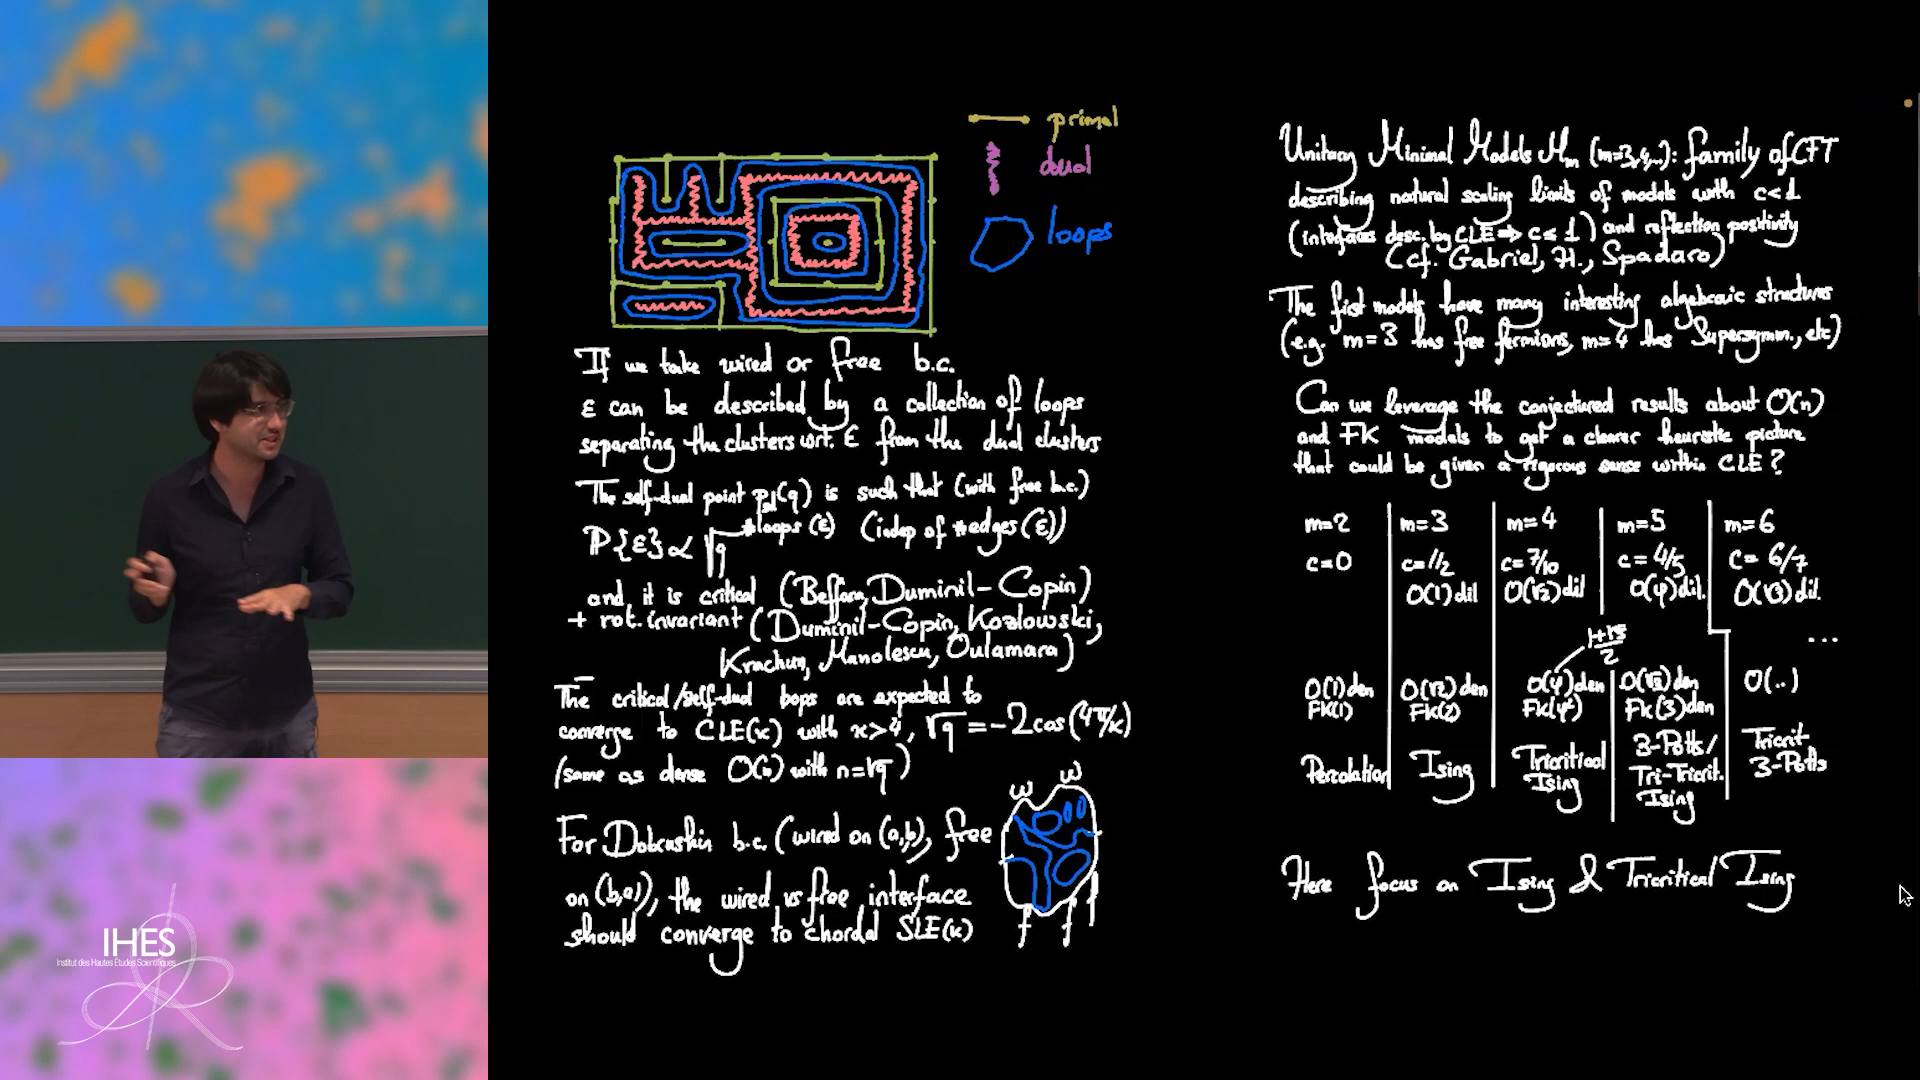 primal
dual
loops
If we take wired or free b.c.
ε can be described by a collection of loops
separating the clusters wrt. ε from the dual clusters
The self-dual point psd(q) is such that (with free b.c.)
P{ε} ∝ √q^#loops(ε) (indep of #edges(ε))
and it is critical (Beffara, Duminil-Copin)
+ rot. invariant (Duminil-Copin, Kozlowski,
Krachun, Manolescu, Oulamara)
The critical/self-dual loops are expected to
converge to CLE(κ) with κ>4, √q = -2cos(4π/κ)
(same as dense O(n) with n=√q)
For Dobrushin b.c. (wired on (a,b), free
on (b,a)), the wired vs free interface
should converge to chordal SLE(κ)
w w
f f f
Unitary Minimal Models Mm (m=3,4,...): family of CFT
describing natural scaling limits of models with c<1
(interfaces desc. by CLE ⇒ c≤1) and reflection positivity
(cf. Gabriel, H., Spadaro)
The first models have many interesting algebraic structures
(e.g. m=3 has free fermions, m=4 has Supersymm., etc)
Can we leverage the conjectured results about O(n)
and FK models to get a clearer heuristic picture
that could be given a rigorous sense within CLE?
m=2 m=3 m=4 m=5 m=6
c=0 c=1/2 c=7/10 c=4/5 c=6/7
O(1) dil O(√2) dil O(φ) dil. O(√3) dil.
1+√5/2 ...
O(1) den O(√2) den O(φ) den O(√3) den O(..)
FK(1) FK(2) FK(φ²) FK(3) den
Percolation Ising Tricritical Ising 3-Potts/ Tri-Tricrit. Ising Tricrit 3-Potts
Here focus on Ising & Tricritical Ising
IHES
Institut des Hautes Études Scientifiques